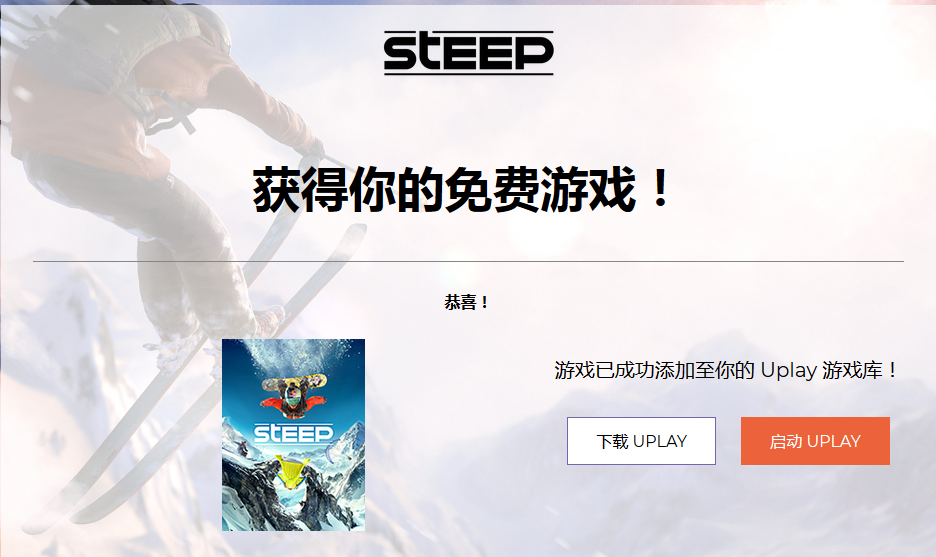 STEEP
获得你的免费游戏！
恭喜！
STEEP
游戏已成功添加至你的 Uplay 游戏库！
下载 UPLAY
启动 UPLAY